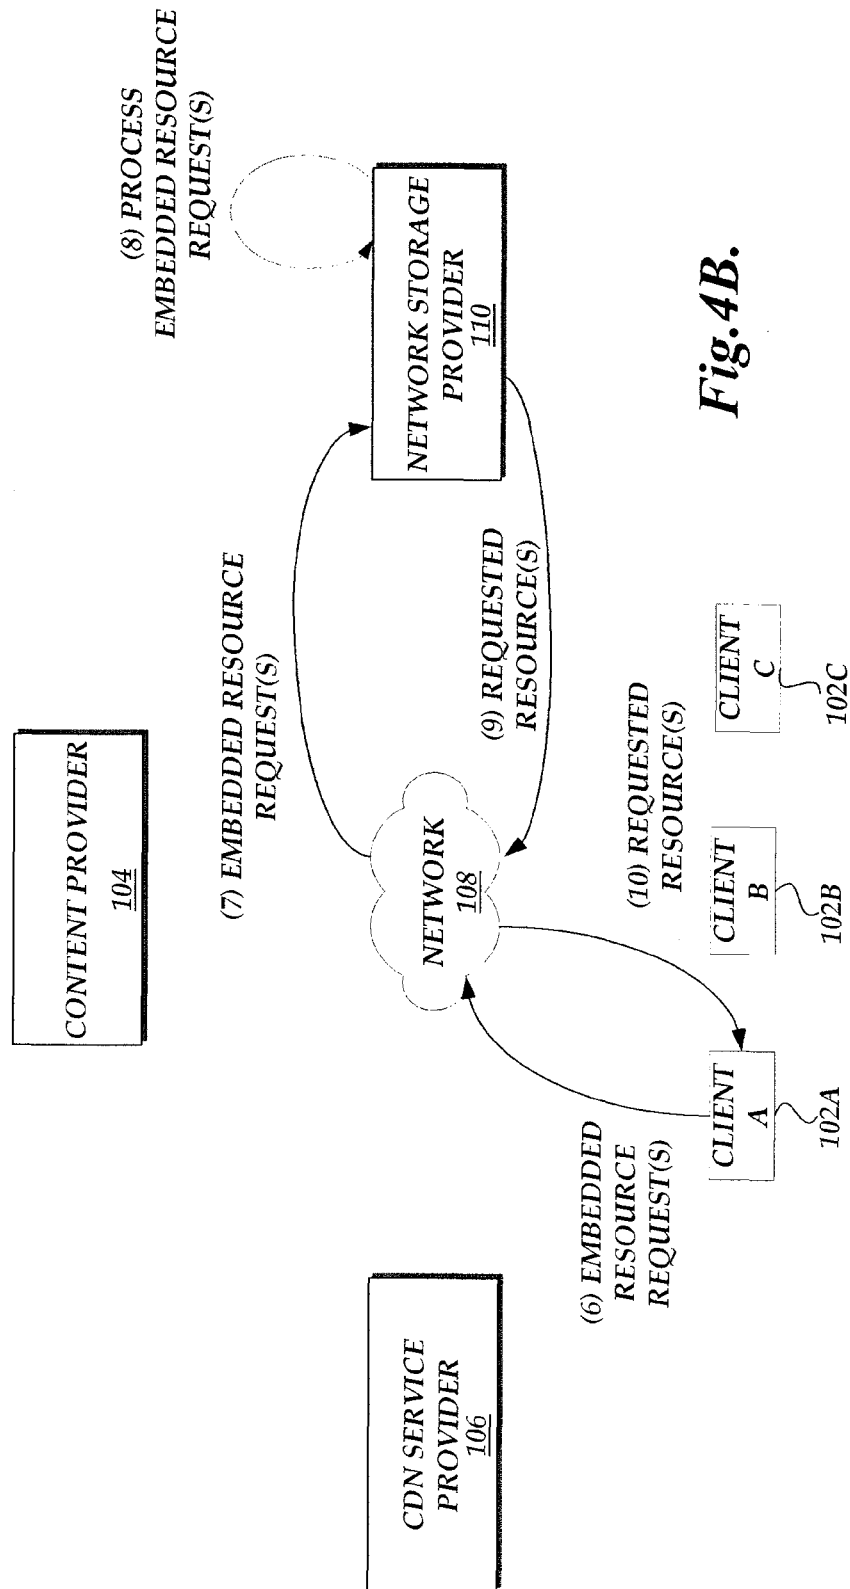 CONTENT PROVIDER
104
(8) PROCESS
EMBEDDED RESOURCE
REQUEST(S)
(7) EMBEDDED RESOURCE
REQUEST(S)
CDN SERVICE
PROVIDER
106
NETWORK
108
NETWORK STORAGE
PROVIDER
110
(9) REQUESTED
RESOURCE(S)
(6) EMBEDDED
RESOURCE
REQUEST(S)
(10) REQUESTED
RESOURCE(S)
CLIENT
A
102A
CLIENT
B
102B
CLIENT
C
102C
Fig.4B.